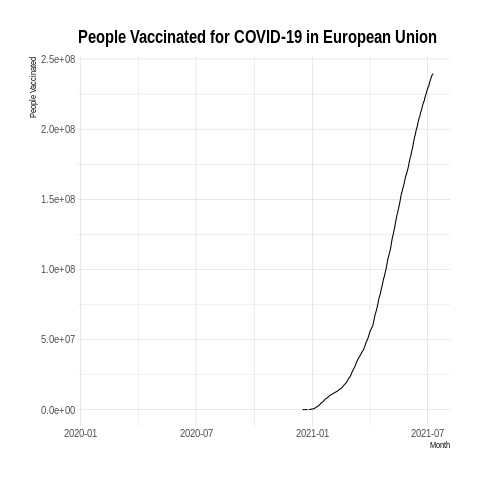 People Vaccinated for COVID-19 in European Union
People Vaccinated
2.5e+08
2.0e+08
1.5e+08
1.0e+08
5.0e+07
0.0e+00
2020-01 2020-07 2021-01 2021-07
Month